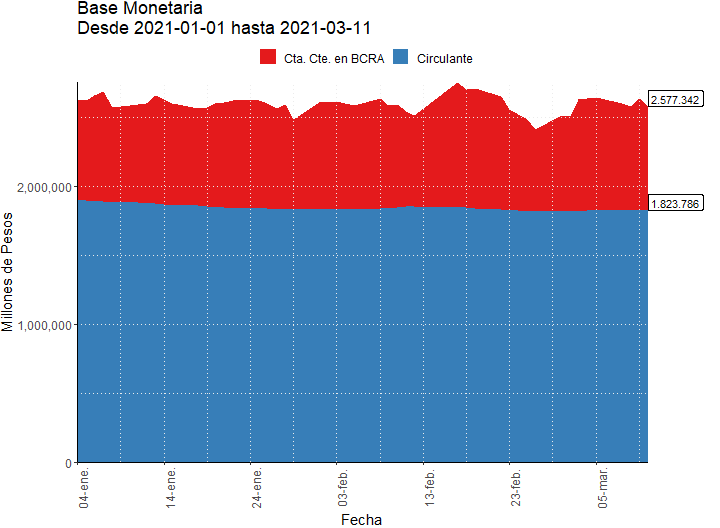 Base Monetaria
Desde 2021-01-01 hasta 2021-03-11
Cta. Cte. en BCRA
Circulante
Millones de Pesos
2,000,000
1,000,000
0
2.577.342
1.823.786
04-ene.
14-ene.
24-ene.
03-feb.
13-feb.
23-feb.
05-mar.
Fecha